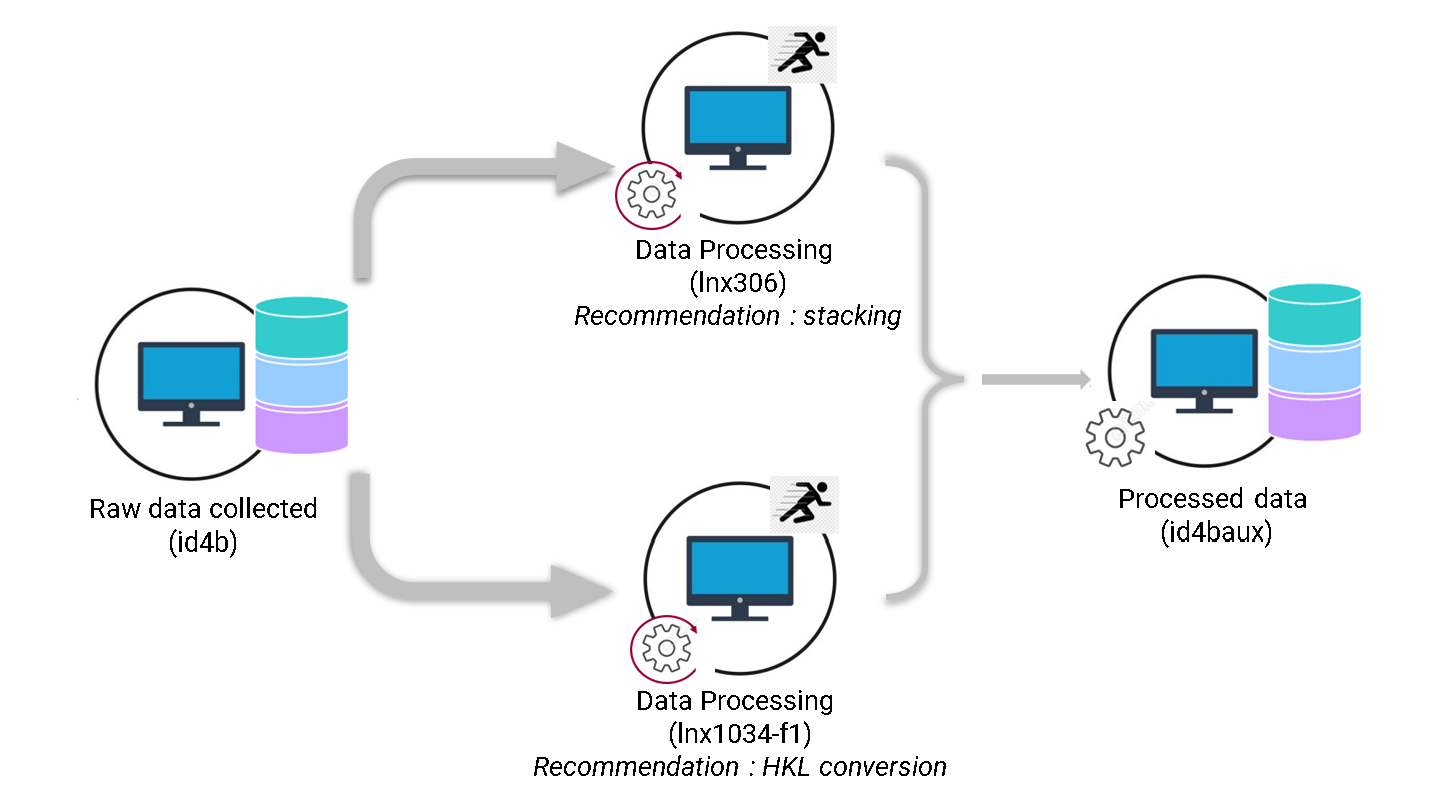 Data Processing
(lnx306)
Recommendation : stacking
Raw data collected
(id4b)
Processed data
(id4baux)
Data Processing
(lnx1034-f1)
Recommendation : HKL conversion